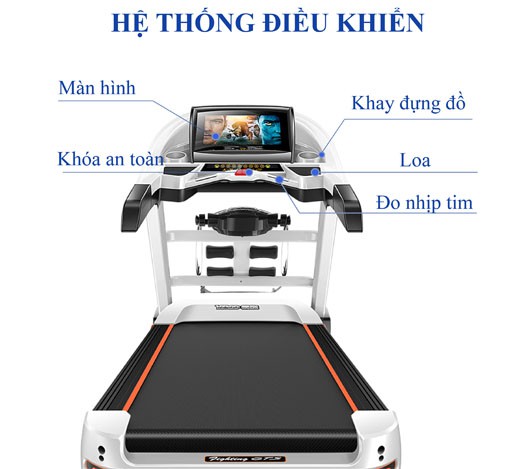 HỆ THỐNG ĐIỀU KHIỂN
Màn hình
Khay đựng đồ
Khóa an toàn
Loa
Đo nhịp tim
Fighting GTS